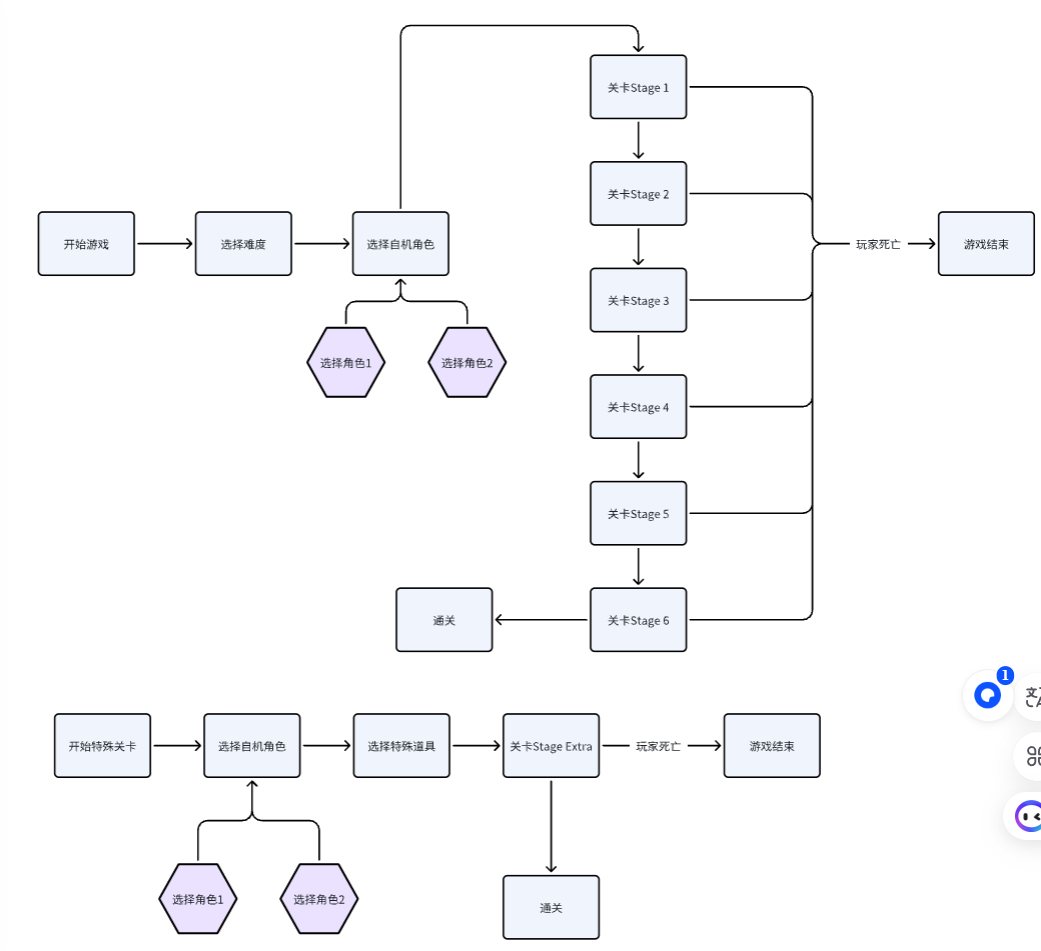 关卡Stage 1
关卡Stage 2
开始游戏
选择难度
选择自机角色
玩家死亡
游戏结束
关卡Stage 3
选择角色1
选择角色2
关卡Stage 4
关卡Stage 5
通关
关卡Stage 6
1
开始特殊关卡
选择自机角色
选择特殊道具
关卡Stage Extra
玩家死亡
游戏结束
选择角色1
选择角色2
通关